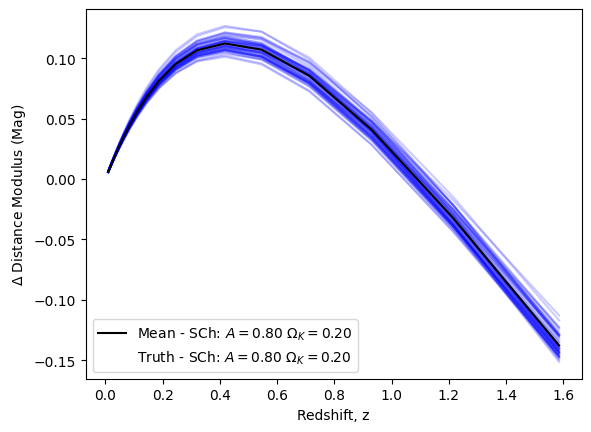 0.10
0.05
0.00
−0.05
−0.10
−0.15
Δ Distance Modulus (Mag)
Mean - SCh: A = 0.80 Ω_K = 0.20
Truth - SCh: A = 0.80 Ω_K = 0.20
0.0 0.2 0.4 0.6 0.8 1.0 1.2 1.4 1.6
Redshift, z